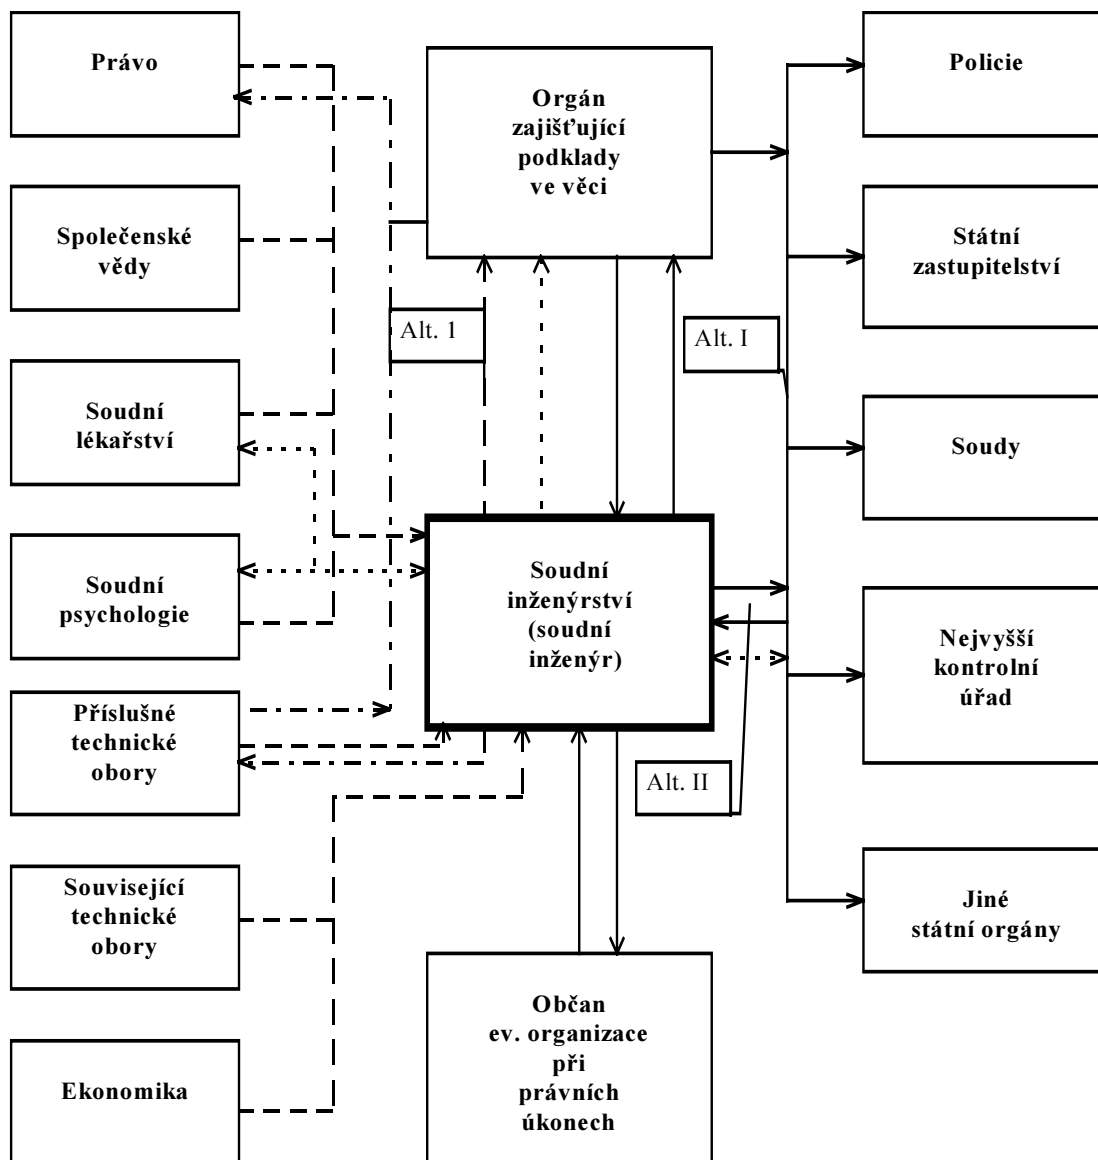 Právo
Společenské
vědy
Soudní
lékařství
Soudní
psychologie
Příslušné
technické
obory
Související
technické
obory
Ekonomika
Orgán
zajišťující
podklady
ve věci
Alt. 1
Alt. I
Soudní
inženýrství
(soudní
inženýr)
Alt. II
Občan
ev. organizace
při
právních
úkonech
Policie
Státní
zastupitelství
Soudy
Nejvyšší
kontrolní
úřad
Jiné
státní orgány